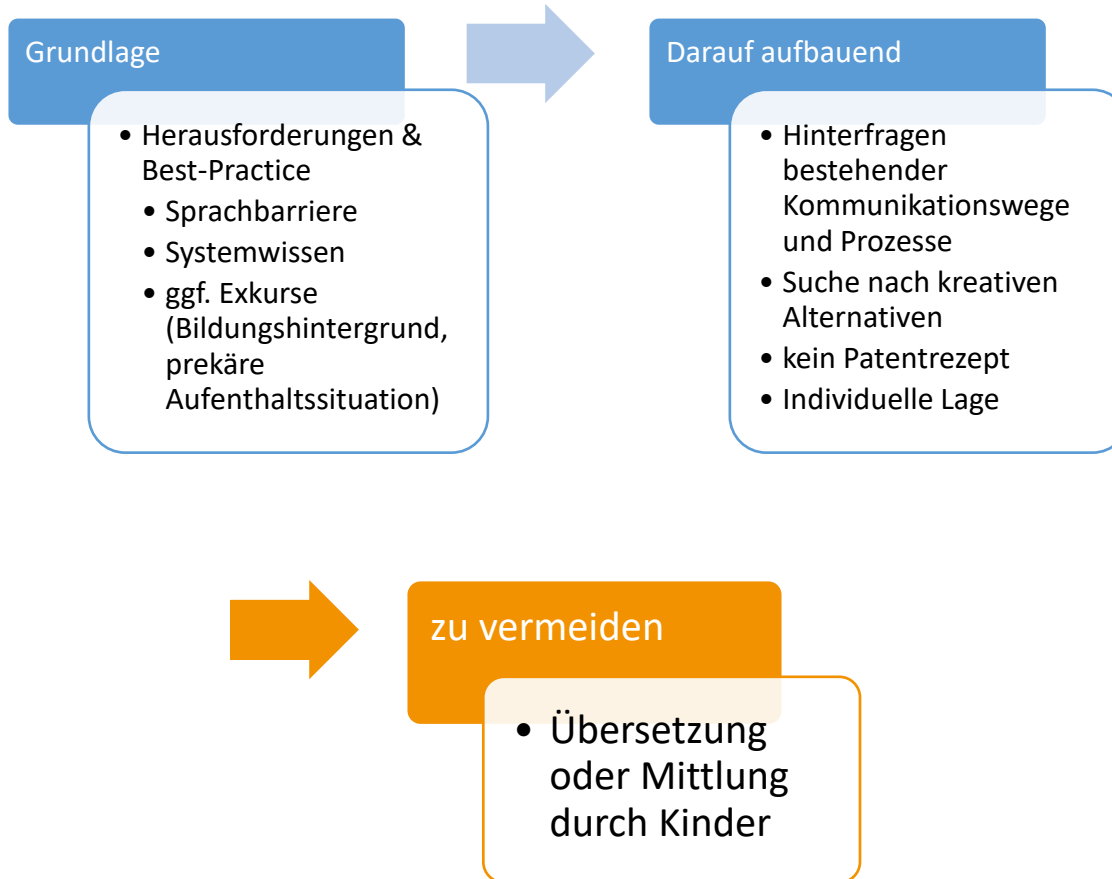 Grundlage
• Herausforderungen &
Best-Practice
• Sprachbarriere
• Systemwissen
• ggf. Exkurse
(Bildungshintergrund,
prekäre
Aufenthaltssituation)
Darauf aufbauend
• Hinterfragen
bestehender
Kommunikationswege
und Prozesse
• Suche nach kreativen
Alternativen
• kein Patentrezept
• Individuelle Lage
zu vermeiden
• Übersetzung
oder Mittlung
durch Kinder